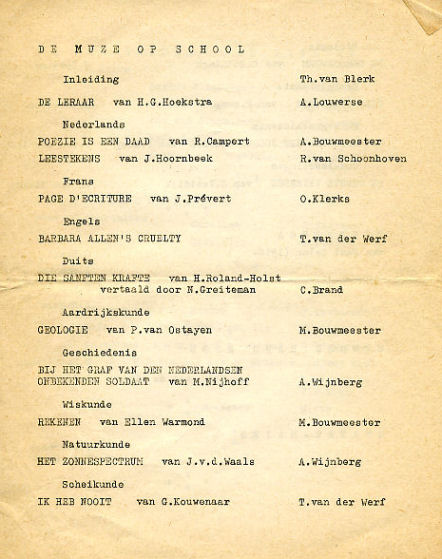 DE MUZE OP SCHOOL
Inleiding Th.van Blerk
DE LERAAR van H.G.Hoekstra A.Louwerse
Nederlands
POEZIE IS EEN DAAD van R.Campert A.Bouwmeester
LEESTEKENS van J.Hoornbeek R.van Schoonhoven
Frans
PAGE D'ECRITURE van J.Prévert O.Klerks
Engels
BARBARA ALLEN'S CRUELTY T.van der Werf
Duits
DIE SANFTEN KRAFTE van H.Roland-Holst
vertaald door N.Greiteman C.Brand
Aardrijkskunde
GEOLOGIE van P.van Ostayen M.Bouwmeester
Geschiedenis
BIJ HET GRAF VAN DEN NEDERLANDSEN
ONBEKENDEN SOLDAAT van M.Nijhoff A.Wijnberg
Wiskunde
REKENEN van Ellen Warmond M.Bouwmeester
Natuurkunde
HET ZONNESPECTRUM van J.v.d.Waals A.Wijnberg
Scheikunde
IK HEB NOOIT van G.Kouwenaar T.van der Werf